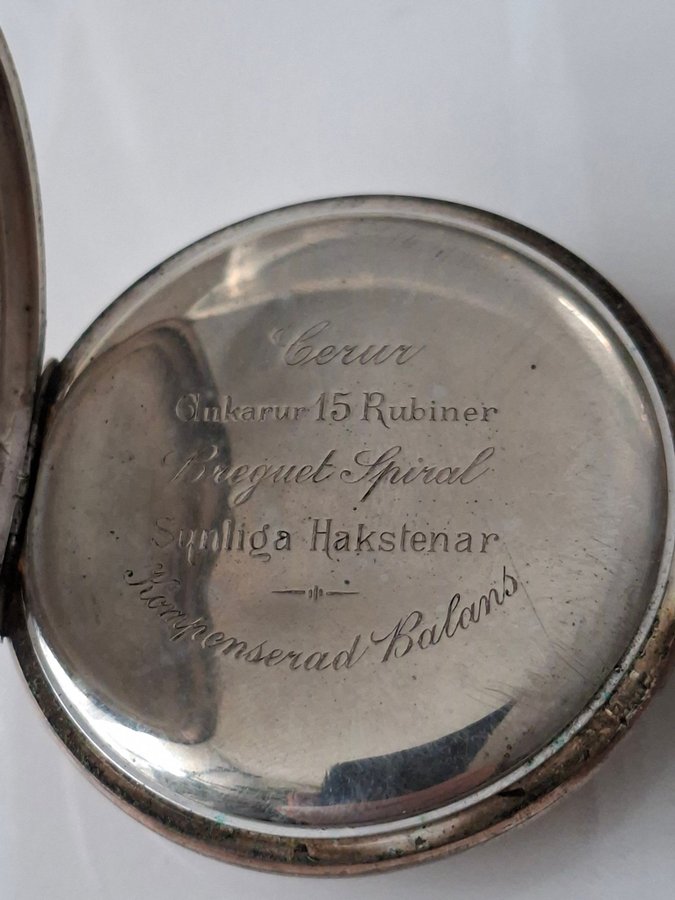 Cerur
Ankarur 15 Rubiner
Breguet Spiral
Synliga Hakstenar
Kompenserad Balans